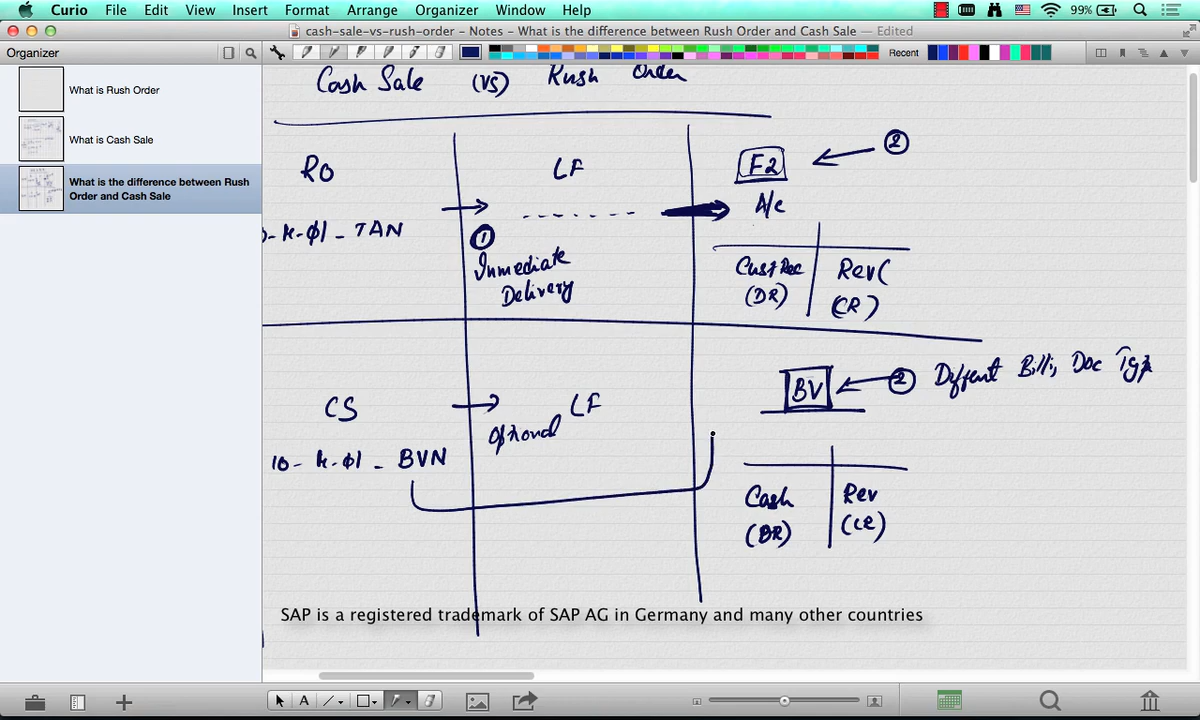 Curio File Edit View Insert Format Arrange Organizer Window Help 99%
cash-sale-vs-rush-order – Notes – What is the difference between Rush Order and Cash Sale — Edited
Organizer
Recent
What is Rush Order
What is Cash Sale
What is the difference between Rush
Order and Cash Sale
Cash Sale (VS) Rush Order
RO LF F2 2
A/c
K-01 - TAN
1
Immediate
Delivery
Cust Rec Rev
(DR) (CR)
CS LF BV 2 Different Doc
Optional
10- K-01 - BVN
Cash Rev
(DR) (CR)
SAP is a registered trademark of SAP AG in Germany and many other countries
A